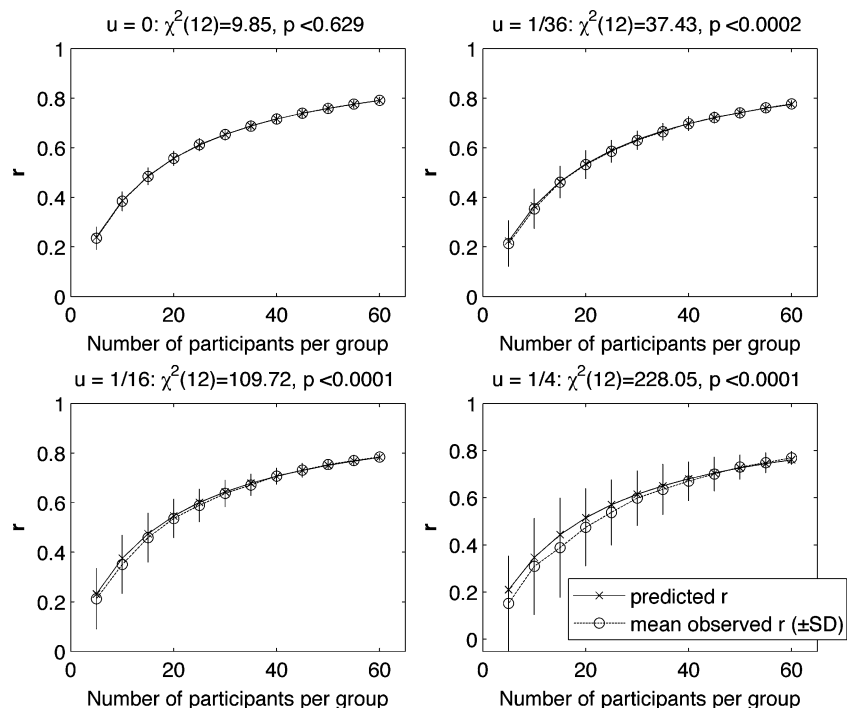 u = 0: χ²(12)=9.85, p <0.629
1
0.8
0.6
0.4
0.2
0
r
0 20 40 60
Number of participants per group
u = 1/36: χ²(12)=37.43, p <0.0002
1
0.8
0.6
0.4
0.2
0
r
0 20 40 60
Number of participants per group
u = 1/16: χ²(12)=109.72, p <0.0001
1
0.8
0.6
0.4
0.2
0
r
0 20 40 60
Number of participants per group
u = 1/4: χ²(12)=228.05, p <0.0001
1
0.8
0.6
0.4
0.2
0
r
predicted r
mean observed r (±SD)
0 20 40 60
Number of participants per group